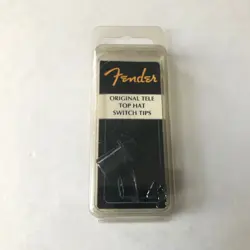 Fender
ORIGINAL TELE
TOP HAT
SWITCH TIPS